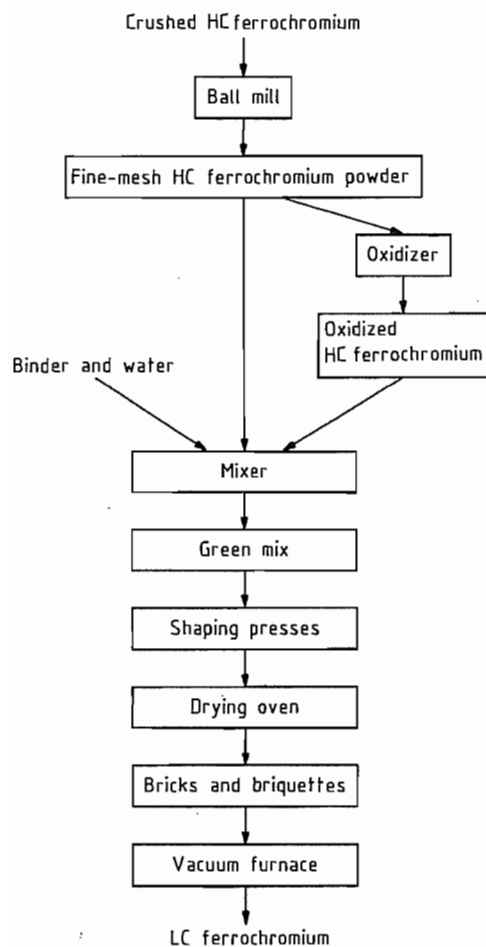 Crushed HC ferrochromium
Ball mill
Fine-mesh HC ferrochromium powder
Oxidizer
Oxidized
HC ferrochromium
Binder and water
Mixer
Green mix
Shaping presses
Drying oven
Bricks and briquettes
Vacuum furnace
LC ferrochromium